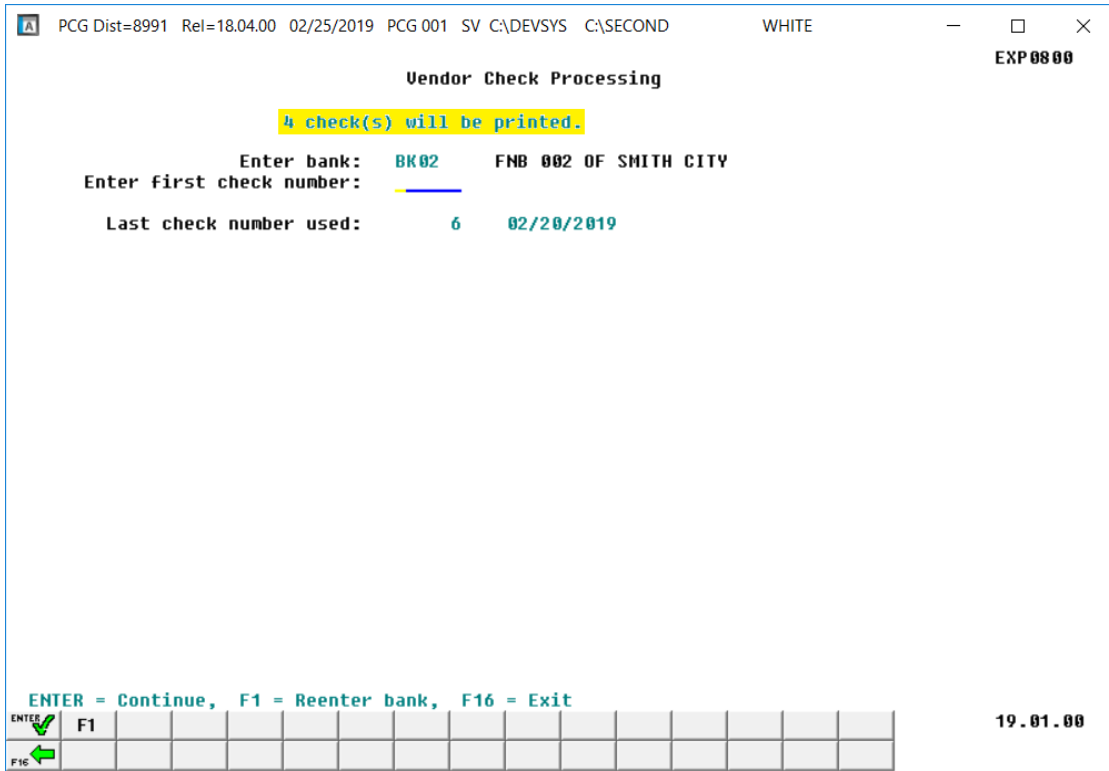 PCG Dist=8991 Rel=18.04.00 02/25/2019 PCG 001 SV C:\DEVSYS C:\SECOND WHITE
EXP0800
Vendor Check Processing
4 check(s) will be printed.
Enter bank: BK02 FNB 002 OF SMITH CITY
Enter first check number:
Last check number used: 6 02/20/2019
ENTER = Continue, F1 = Reenter bank, F16 = Exit
ENTER F1
19.01.00
F16